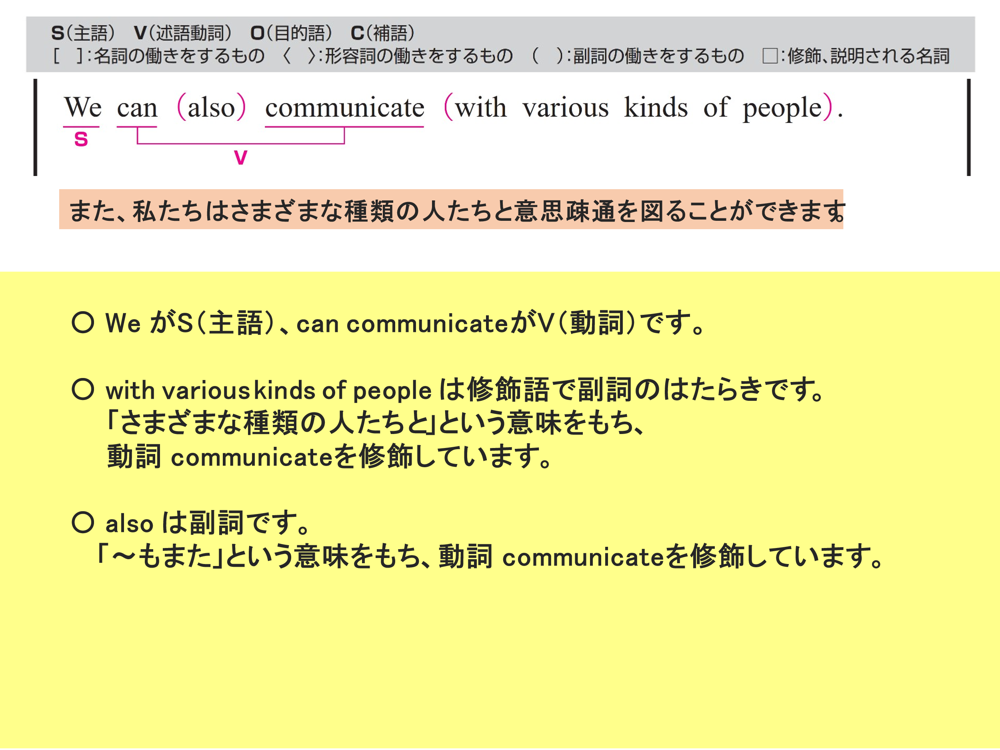 S（主語）　V（述語動詞）　O（目的語）　C（補語）
［　］：名詞の働きをするもの　〈　〉：形容詞の働きをするもの　（　）：副詞の働きをするもの　□：修飾、説明される名詞
We can （also） communicate （with various kinds of people）.
S
V
また、私たちはさまざまな種類の人たちと意思疎通を図ることができます。
○ We がS（主語）、can communicateがV（動詞）です。
○ with various kinds of people は修飾語で副詞のはたらきです。
「さまざまな種類の人たちと」という意味をもち、
動詞 communicateを修飾しています。
○ also は副詞です。
「～もまた」という意味をもち、動詞 communicateを修飾しています。